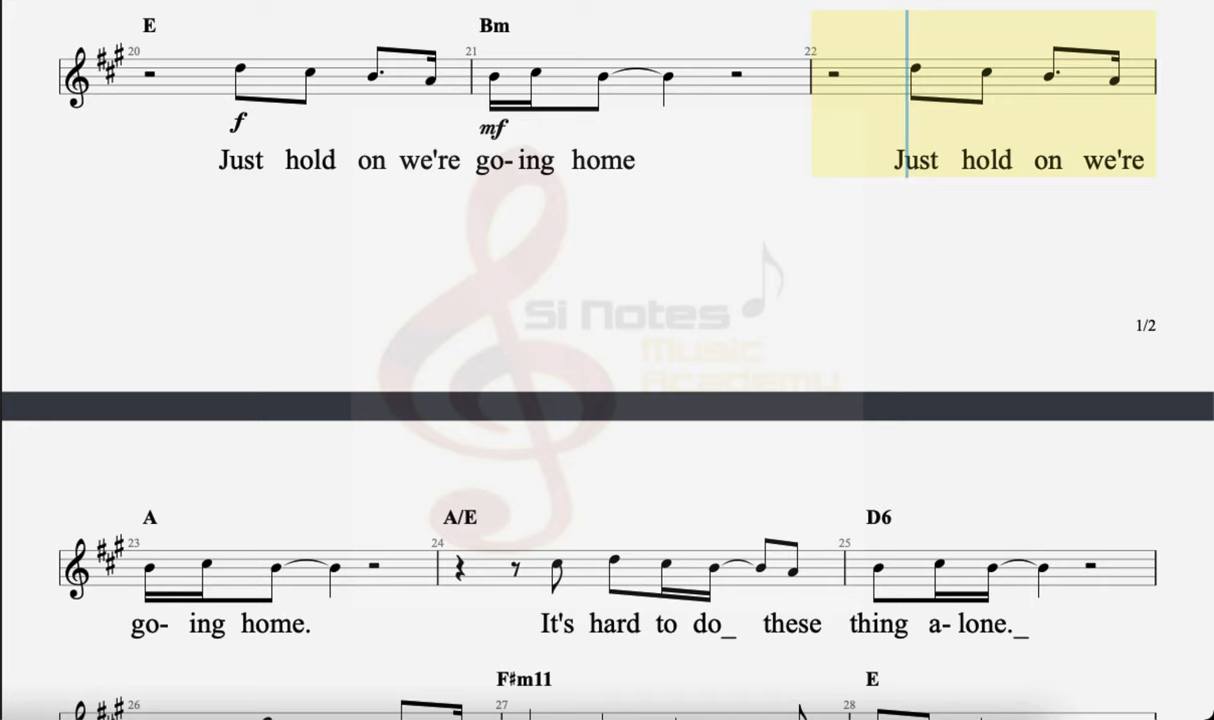 E Bm
20 21 22
f mf
Just hold on we're go- ing home Just hold on we're
Si Notes
Music
Academy
1/2
A A/E D6
23 24 25
go- ing home. It's hard to do_ these thing a- lone._
F#m11 E
26 27 28